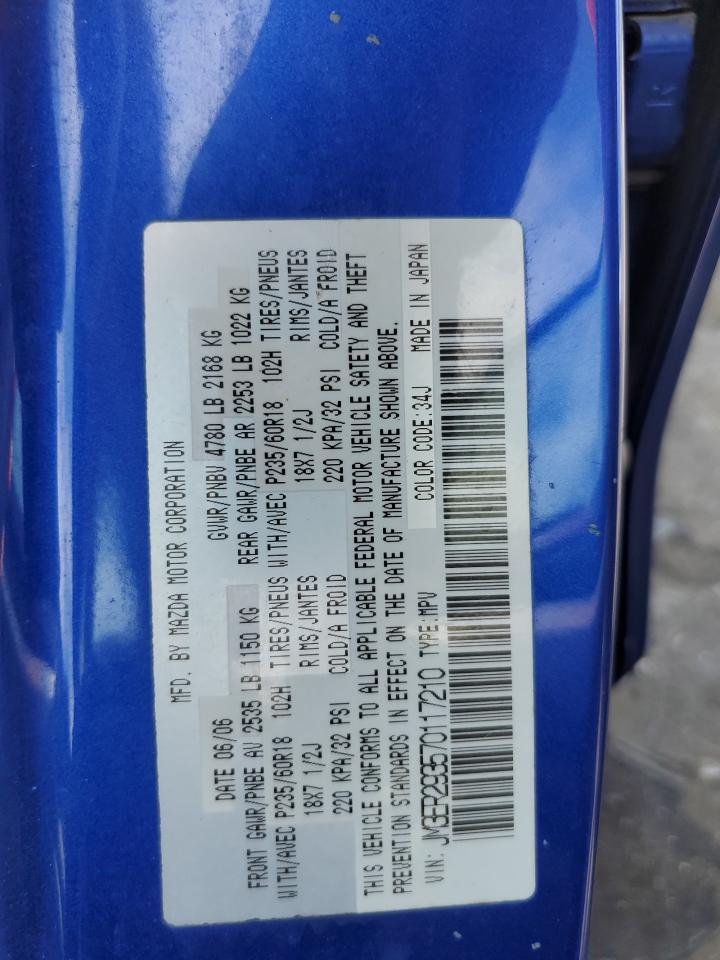 MFD. BY MAZDA MOTOR CORPORATION
DATE 06/06 GVWR/PNBV 4780 LB 2168 KG
FRONT GAWR/PNBE AV 2535 LB 1150 KG REAR GAWR/PNBE AR 2253 LB 1022 KG
WITH/AVEC P235/60R18 102H TIRES/PNEUS WITH/AVEC P235/60R18 102H TIRES/PNEUS
18X7 1/2J RIMS/JANTES 18X7 1/2J RIMS/JANTES
220 KPA/32 PSI COLD/A FROID 220 KPA/32 PSI COLD/A FROID
THIS VEHICLE CONFORMS TO ALL APPLICABLE FEDERAL MOTOR VEHICLE SATETY AND THEFT
PREVENTION STANDARDS IN EFFECT ON THE DATE OF MANUFACTURE SHOWN ABOVE.
VIN: JM3ER293570117210 TYPE:MPV COLOR CODE:34J MADE IN JAPAN